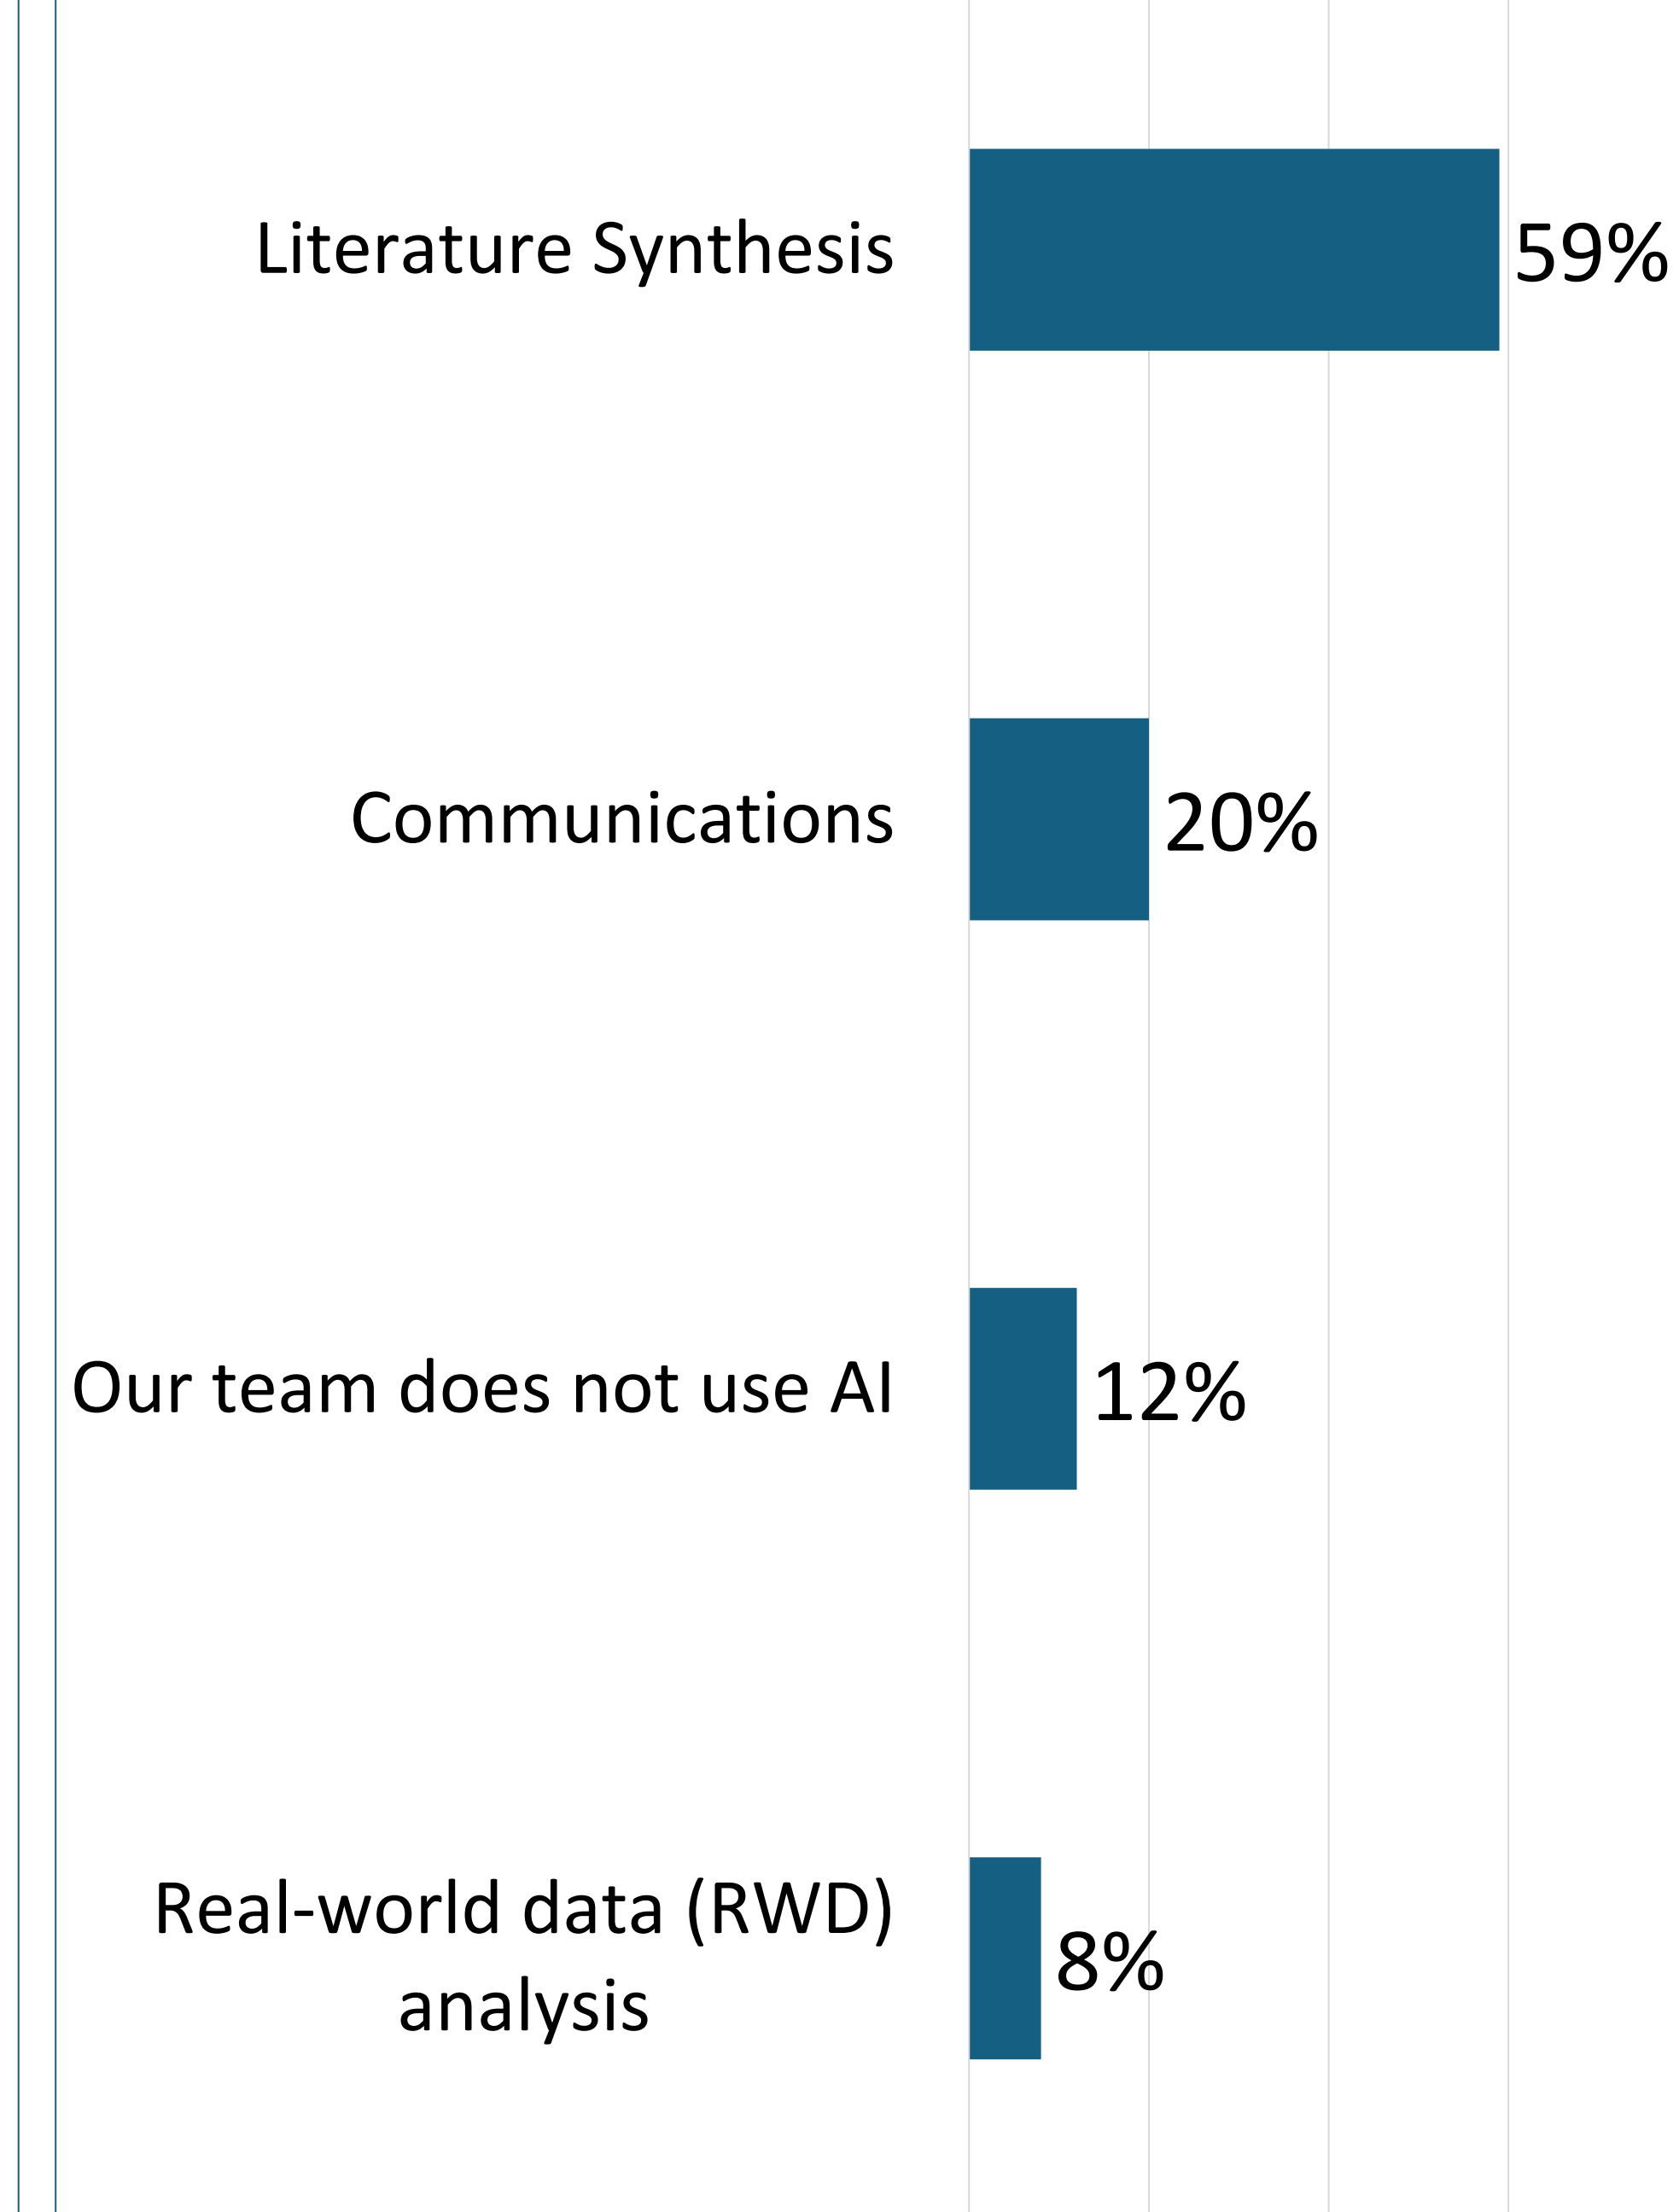 Literature Synthesis 59%
Communications 20%
Our team does not use AI 12%
Real-world data (RWD)
analysis 8%